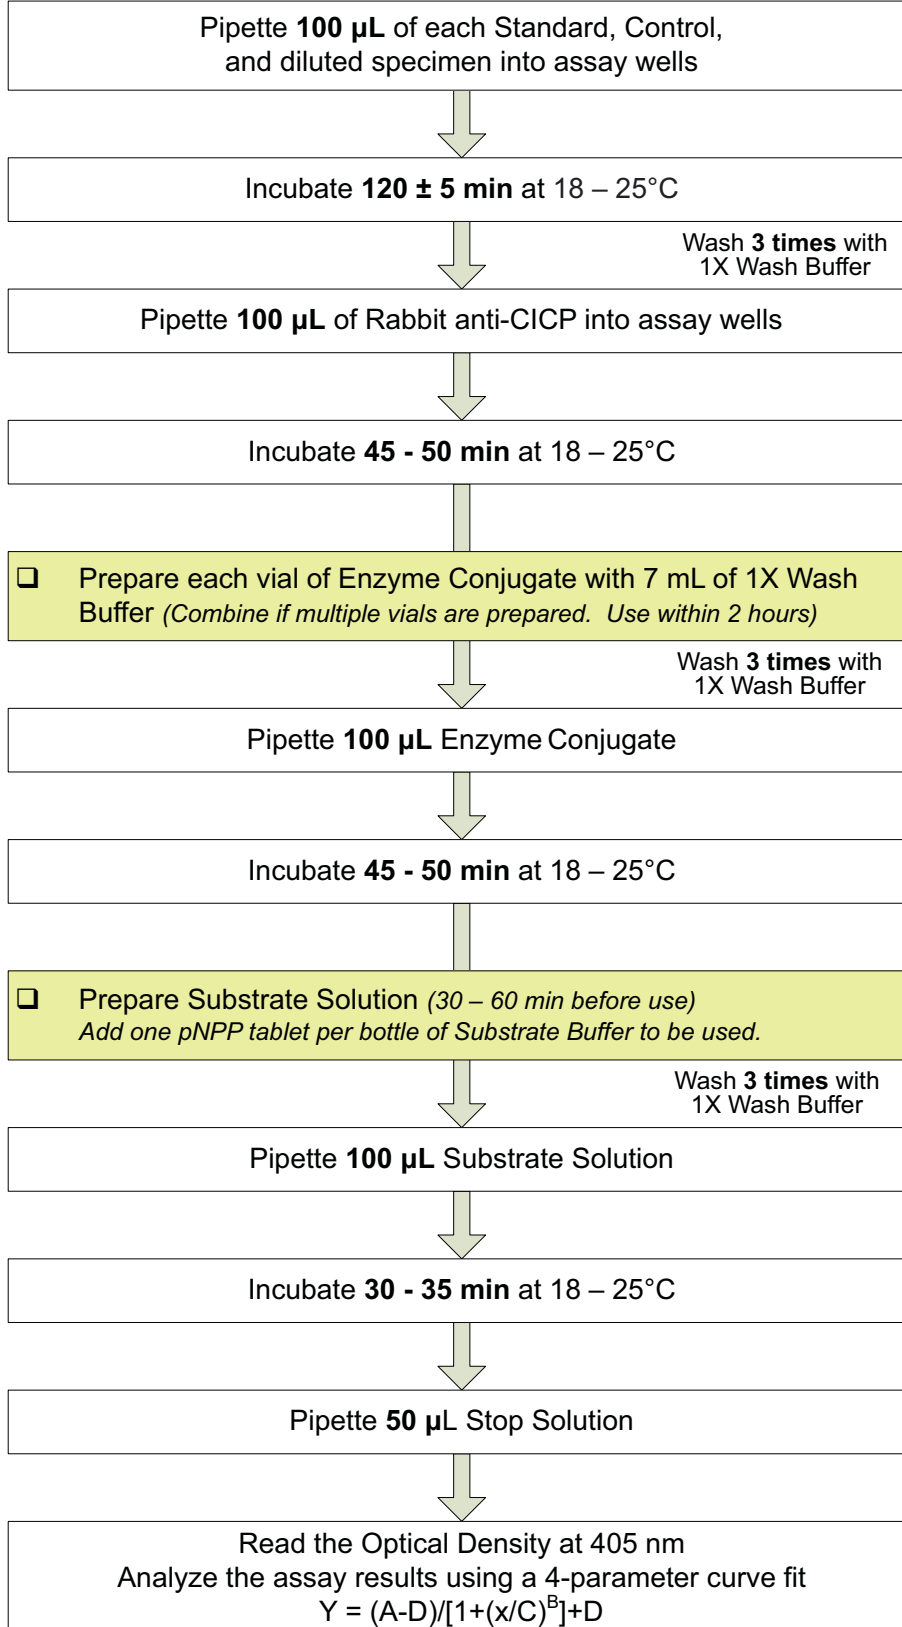 Pipette 100 µL of each Standard, Control,
and diluted specimen into assay wells
Incubate 120 ± 5 min at 18 – 25°C
Wash 3 times with
1X Wash Buffer
Pipette 100 µL of Rabbit anti-CICP into assay wells
Incubate 45 - 50 min at 18 – 25°C
❑ Prepare each vial of Enzyme Conjugate with 7 mL of 1X Wash
Buffer (Combine if multiple vials are prepared. Use within 2 hours)
Wash 3 times with
1X Wash Buffer
Pipette 100 µL Enzyme Conjugate
Incubate 45 - 50 min at 18 – 25°C
❑ Prepare Substrate Solution (30 – 60 min before use)
Add one pNPP tablet per bottle of Substrate Buffer to be used.
Wash 3 times with
1X Wash Buffer
Pipette 100 µL Substrate Solution
Incubate 30 - 35 min at 18 – 25°C
Pipette 50 µL Stop Solution
Read the Optical Density at 405 nm
Analyze the assay results using a 4-parameter curve fit
Y = (A-D)/[1+(x/C)^B]+D